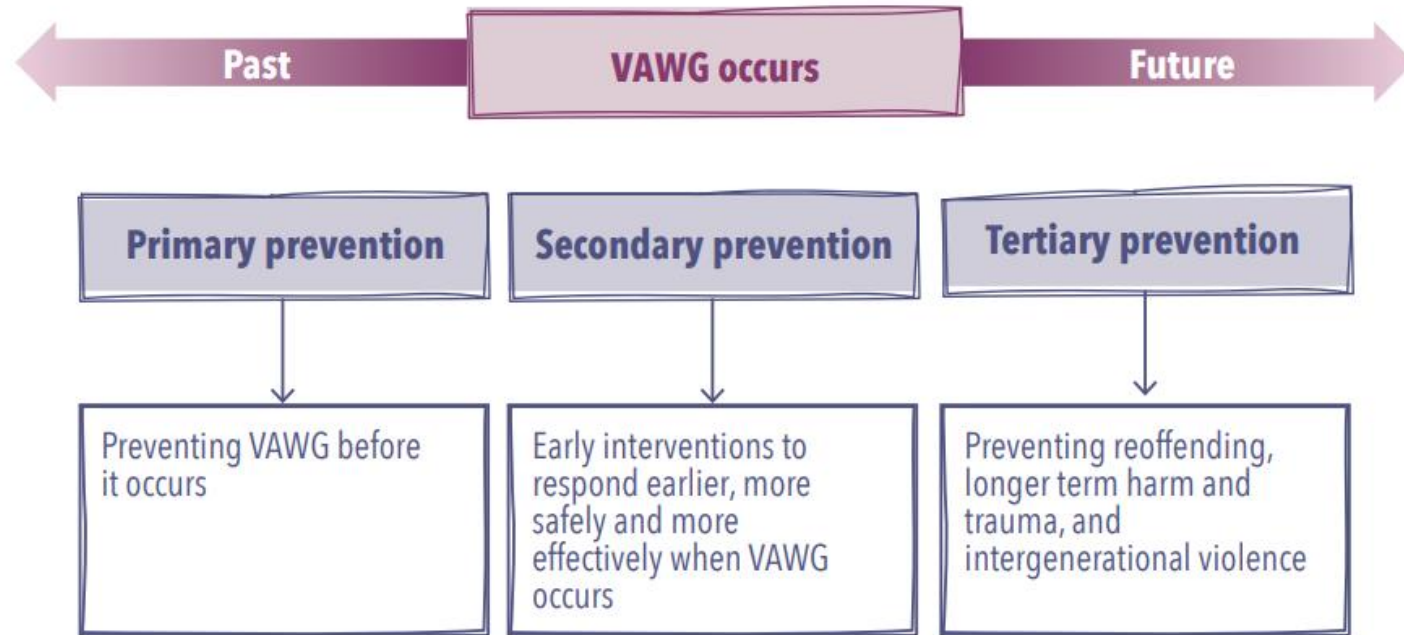 Past
VAWG occurs
Future
Primary prevention
Secondary prevention
Tertiary prevention
Preventing VAWG before
it occurs
Early interventions to
respond earlier, more
safely and more
effectively when VAWG
occurs
Preventing reoffending,
longer term harm and
trauma, and
intergenerational violence